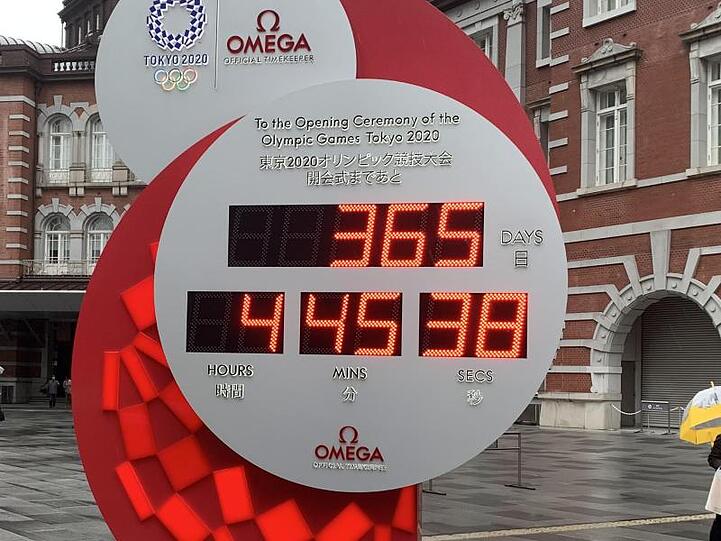 TOKYO 2020
OMEGA
OFFICIAL TIMEKEEPER
To the Opening Ceremony of the
Olympic Games Tokyo 2020
東京2020オリンピック競技大会
開会式まであと
365
DAYS
日
4 45 38
HOURS MINS SECS
時間 分 秒
OMEGA
OFFICIAL TIMEKEEPER